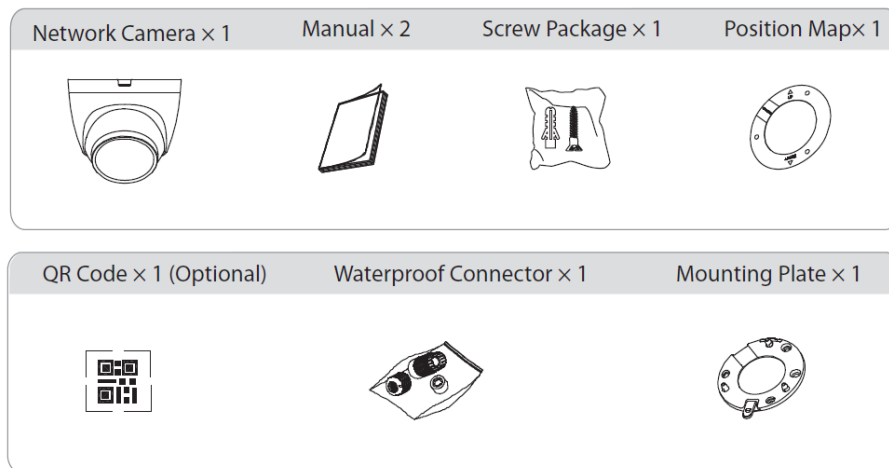 Network Camera × 1
Manual × 2
Screw Package × 1
Position Map× 1
QR Code × 1 (Optional)
Waterproof Connector × 1
Mounting Plate × 1